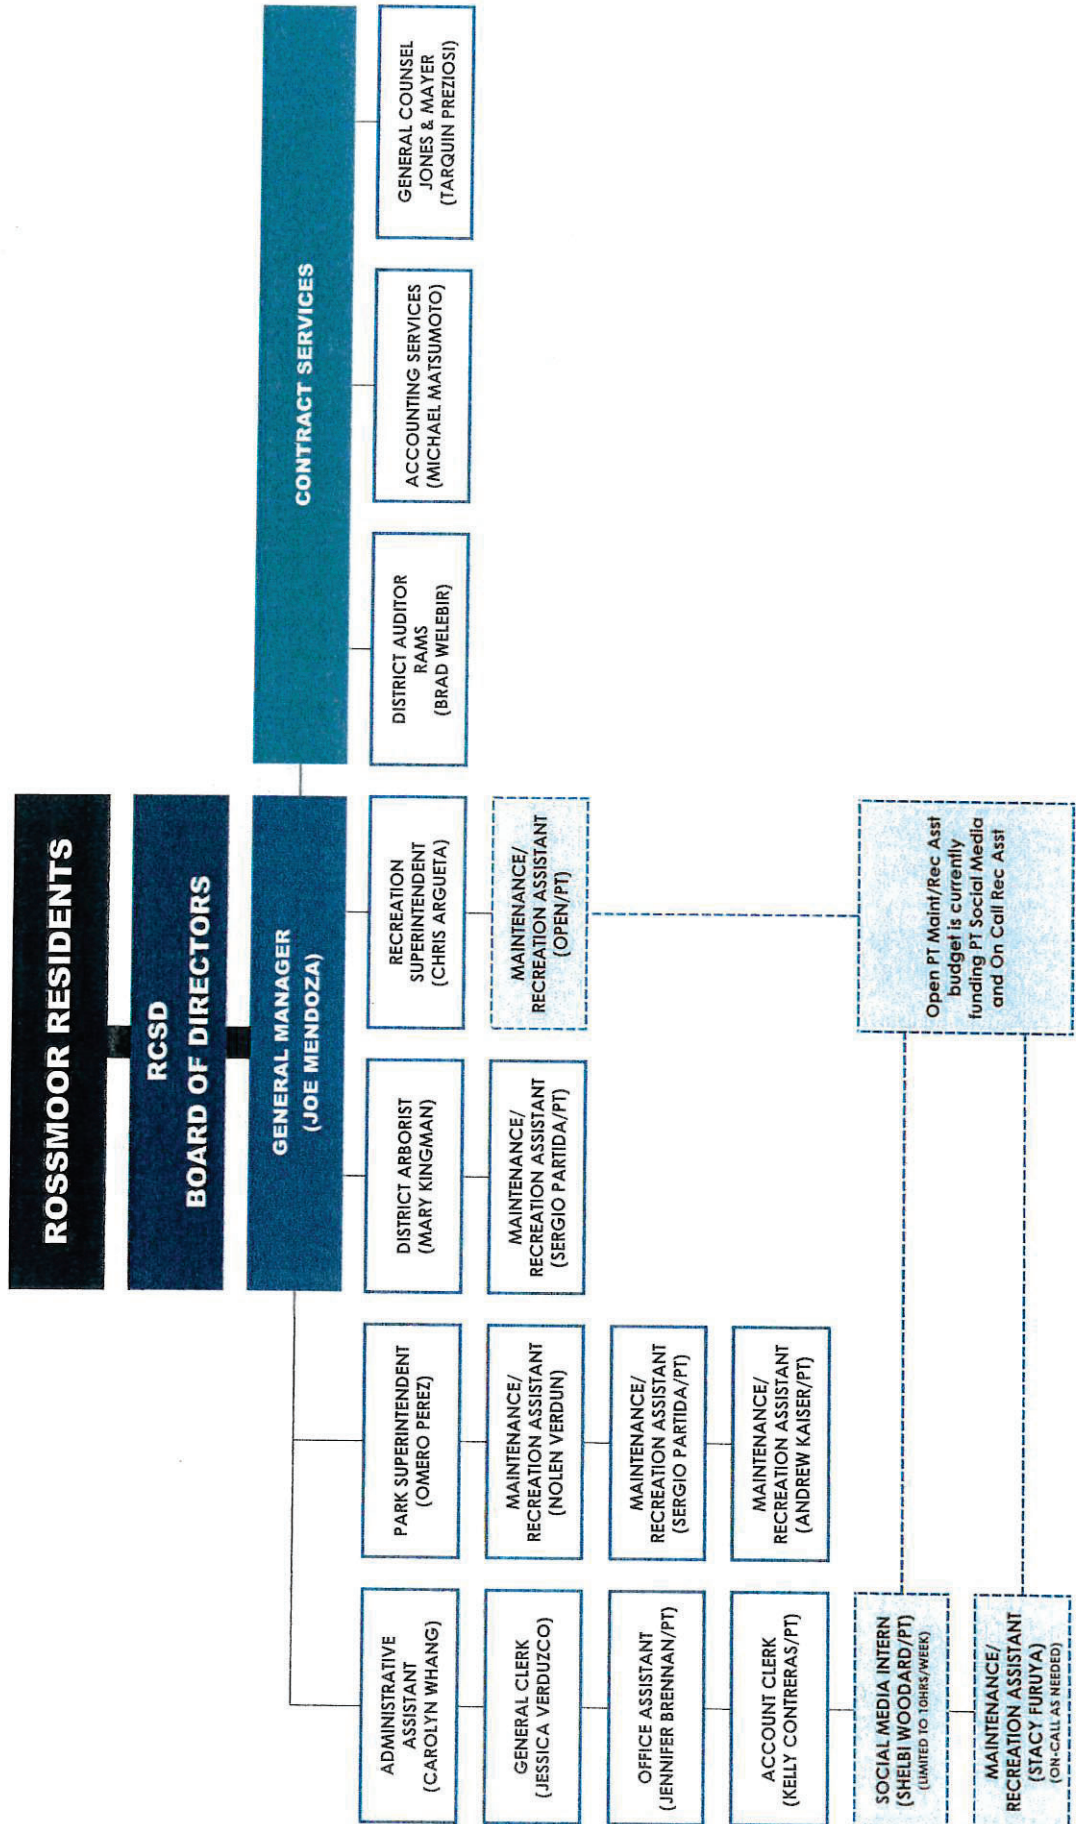 ROSSMOOR RESIDENTS
RCSD
BOARD OF DIRECTORS
GENERAL MANAGER
(JOE MENDOZA)
CONTRACT SERVICES
ADMINISTRATIVE
ASSISTANT
(CAROLYN WHANG)
GENERAL CLERK
(JESSICA VERDUZCO)
OFFICE ASSISTANT
(JENNIFER BRENNAN/PT)
ACCOUNT CLERK
(KELLY CONTRERAS/PT)
SOCIAL MEDIA INTERN
(SHELBI WOODARD/PT)
(LIMITED TO 10HRS/WEEK)
MAINTENANCE/
RECREATION ASSISTANT
(STACY FURUYA)
(ON-CALL AS NEEDED)
PARK SUPERINTENDENT
(OMERO PEREZ)
MAINTENANCE/
RECREATION ASSISTANT
(NOLEN VERDUN)
MAINTENANCE/
RECREATION ASSISTANT
(SERGIO PARTIDA/PT)
MAINTENANCE/
RECREATION ASSISTANT
(ANDREW KAISER/PT)
DISTRICT ARBORIST
(MARY KINGMAN)
MAINTENANCE/
RECREATION ASSISTANT
(SERGIO PARTIDA/PT)
RECREATION
SUPERINTENDENT
(CHRIS ARGUETA)
MAINTENANCE/
RECREATION ASSISTANT
(OPEN/PT)
Open PT Maint/Rec Asst
budget is currently
funding PT Social Media
and On Call Rec Asst
DISTRICT AUDITOR
RAMS
(BRAD WELEBIR)
ACCOUNTING SERVICES
(MICHAEL MATSUMOTO)
GENERAL COUNSEL
JONES & MAYER
(TARQUIN PREZIOSI)